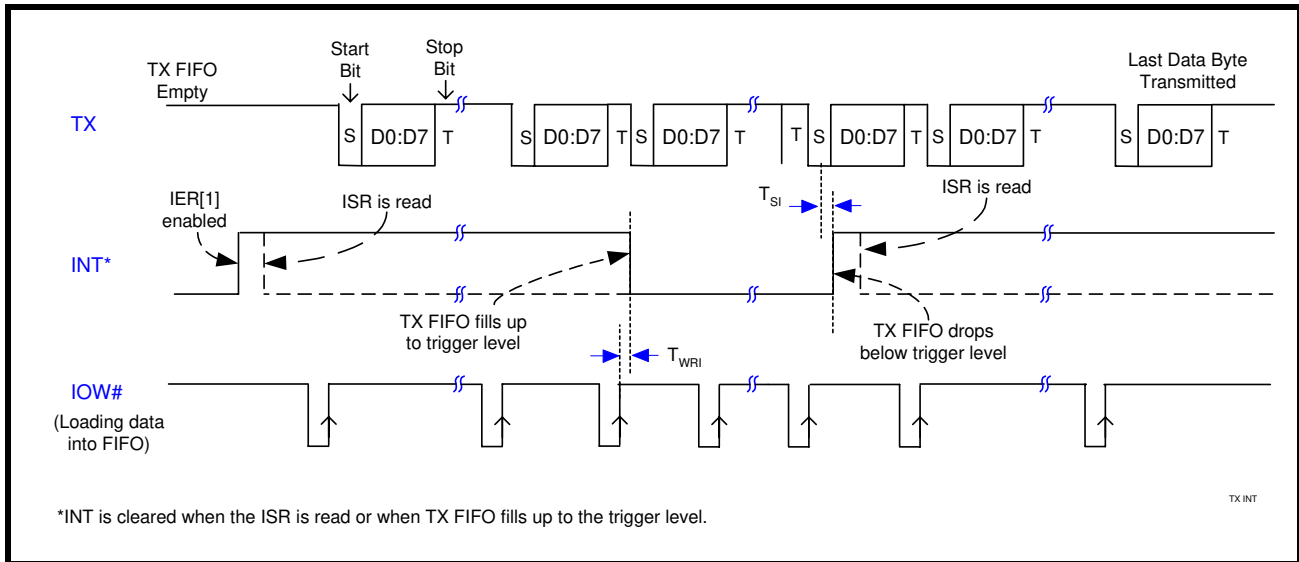 Start
Bit
Stop
Bit
TX FIFO
Empty
Last Data Byte
Transmitted
TX
S D0:D7 T S D0:D7 T S D0:D7 T T S D0:D7 T S D0:D7 T S D0:D7 T
IER[1]
enabled
ISR is read
TSI
ISR is read
INT*
TX FIFO fills up
to trigger level
TX FIFO drops
below trigger level
TWRI
IOW#
(Loading data
into FIFO)
TX INT
*INT is cleared when the ISR is read or when TX FIFO fills up to the trigger level.